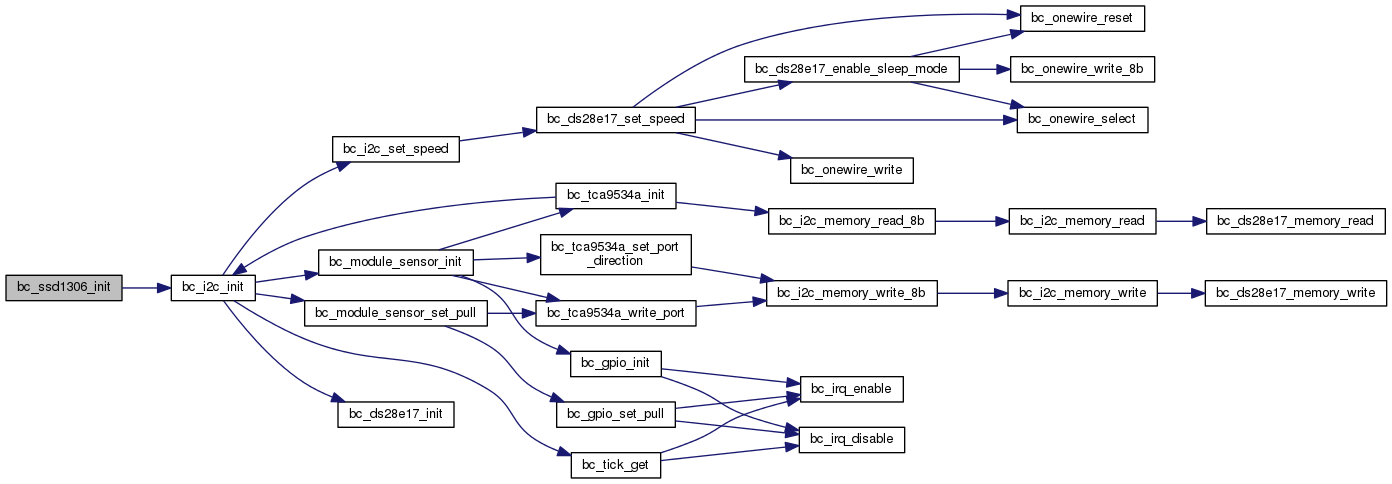 bc_onewire_reset
bc_ds28e17_enable_sleep_mode
bc_onewire_write_8b
bc_ds28e17_set_speed
bc_onewire_select
bc_i2c_set_speed
bc_onewire_write
bc_tca9534a_init
bc_i2c_memory_read_8b
bc_i2c_memory_read
bc_ds28e17_memory_read
bc_tca9534a_set_port
_direction
bc_module_sensor_init
bc_ssd1306_init
bc_i2c_init
bc_i2c_memory_write_8b
bc_i2c_memory_write
bc_ds28e17_memory_write
bc_module_sensor_set_pull
bc_tca9534a_write_port
bc_gpio_init
bc_irq_enable
bc_ds28e17_init
bc_gpio_set_pull
bc_irq_disable
bc_tick_get